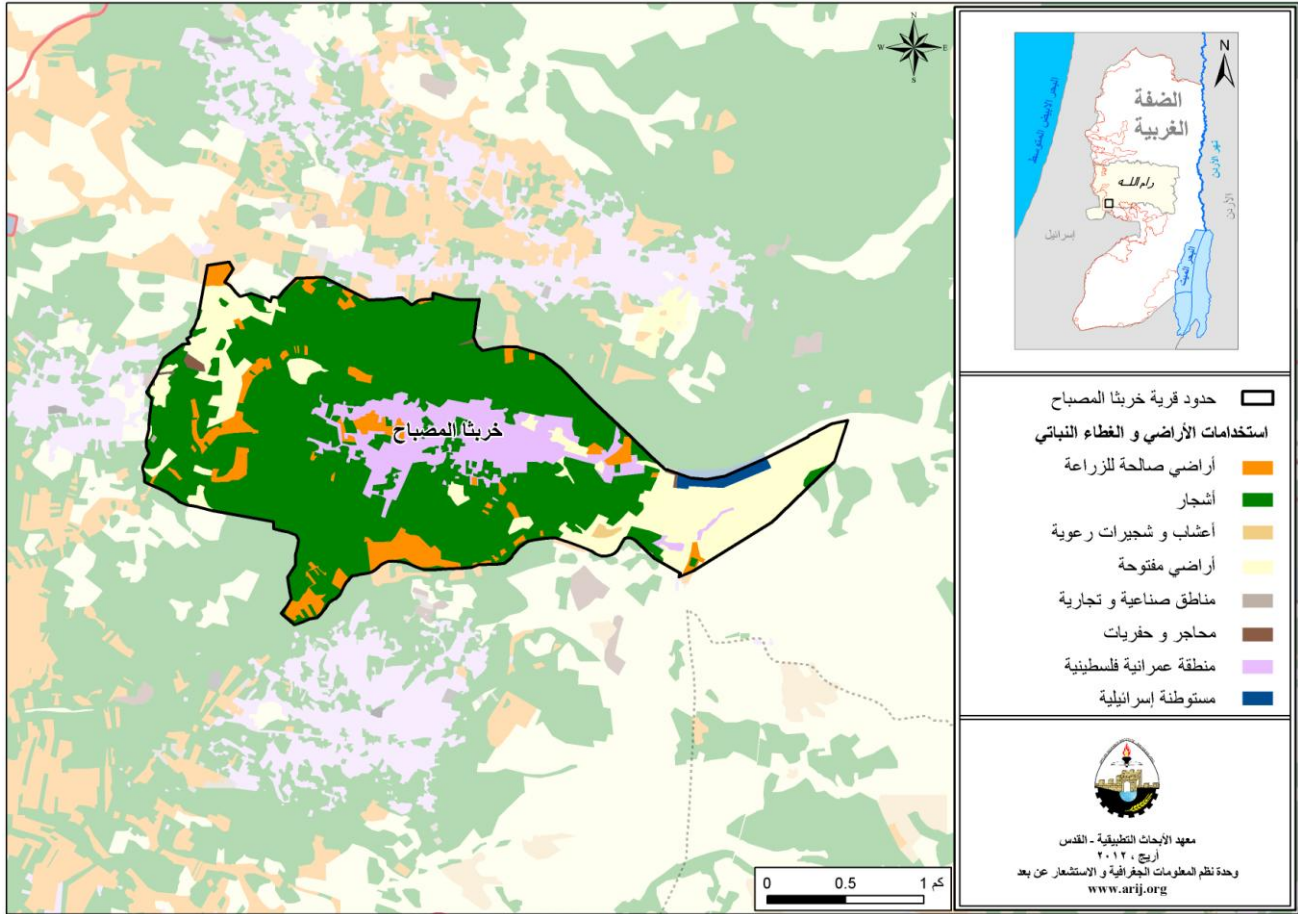 N
W
E
S
خربثا المصباح
0
0.5
1 كم
N
الضفة
الغربية
البحر الابيض المتوسط
نهر الاردن
رام الله
الأردن
إسرائيل
البحر الميت
حدود قرية خربثا المصباح
استخدامات الأراضي و الغطاء النباتي
أراضي صالحة للزراعة
أشجار
أعشاب و شجيرات رعوية
أراضي مفتوحة
مناطق صناعية و تجارية
محاجر و حفريات
منطقة عمرانية فلسطينية
مستوطنة إسرائيلية
معهد الأبحاث التطبيقية - القدس
أريج ، ٢٠١٢
وحدة نظم المعلومات الجغرافية و الاستشعار عن بعد
www.arij.org